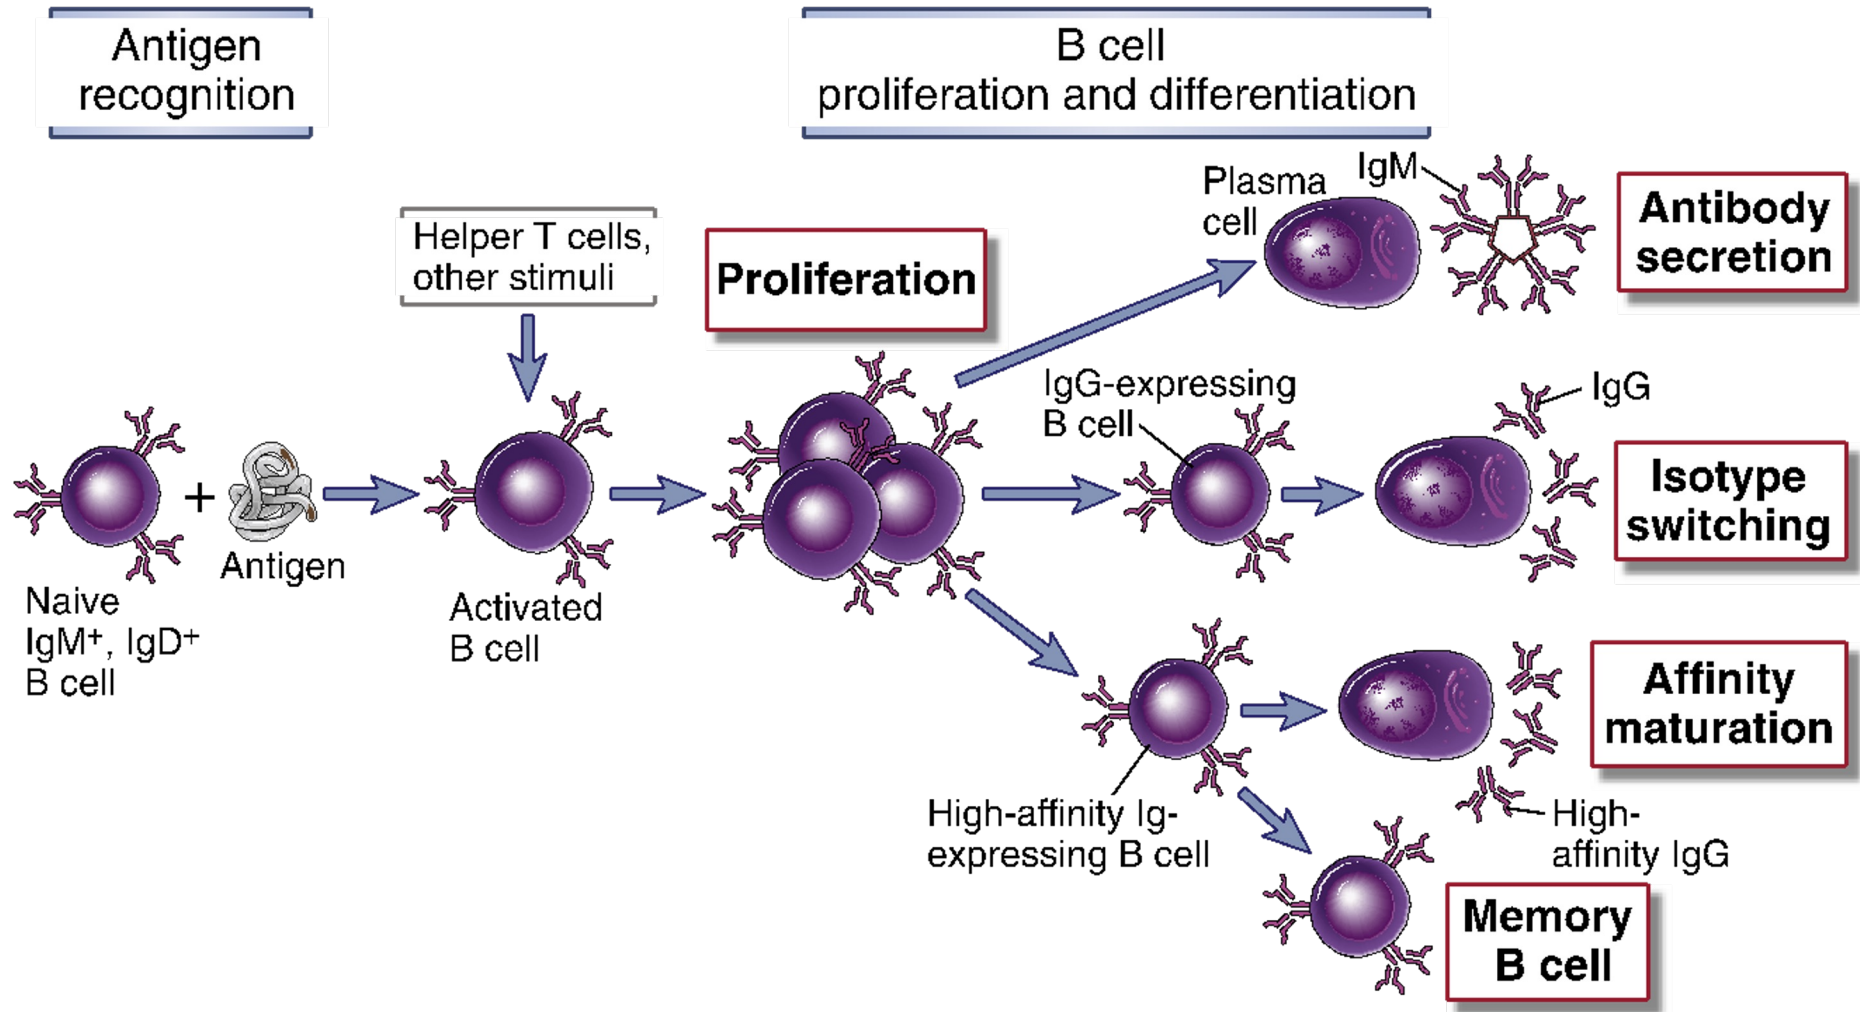 Antigen
recognition
B cell
proliferation and differentiation
Helper T cells,
other stimuli
Proliferation
Plasma
cell
IgM
Antibody
secretion
IgG-expressing
B cell
IgG
Isotype
switching
+
Antigen
Naive
IgM⁺, IgD⁺
B cell
Activated
B cell
Affinity
maturation
High-affinity Ig-
expressing B cell
High-
affinity IgG
Memory
B cell